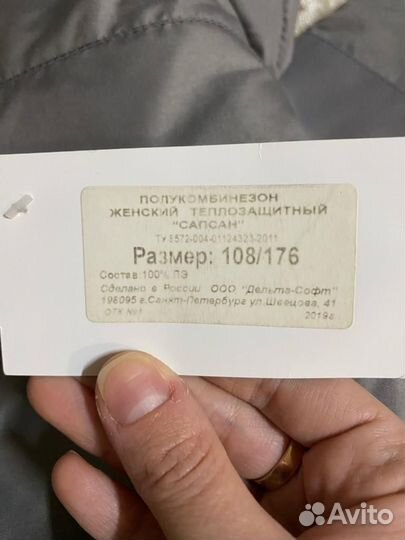 ПОЛУКОМБИНЕЗОН
ЖЕНСКИЙ ТЕПЛОЗАЩИТНЫЙ
"САПСАН"
ТУ 8572-004-01124323-2011
Размер: 108/176
Состав:100% ПЭ
Сделано в России ООО "Дельта-Софт"
198095 г.Санкт-Петербург ул.Швецова, 41
ОТК №1 2019г
Avito